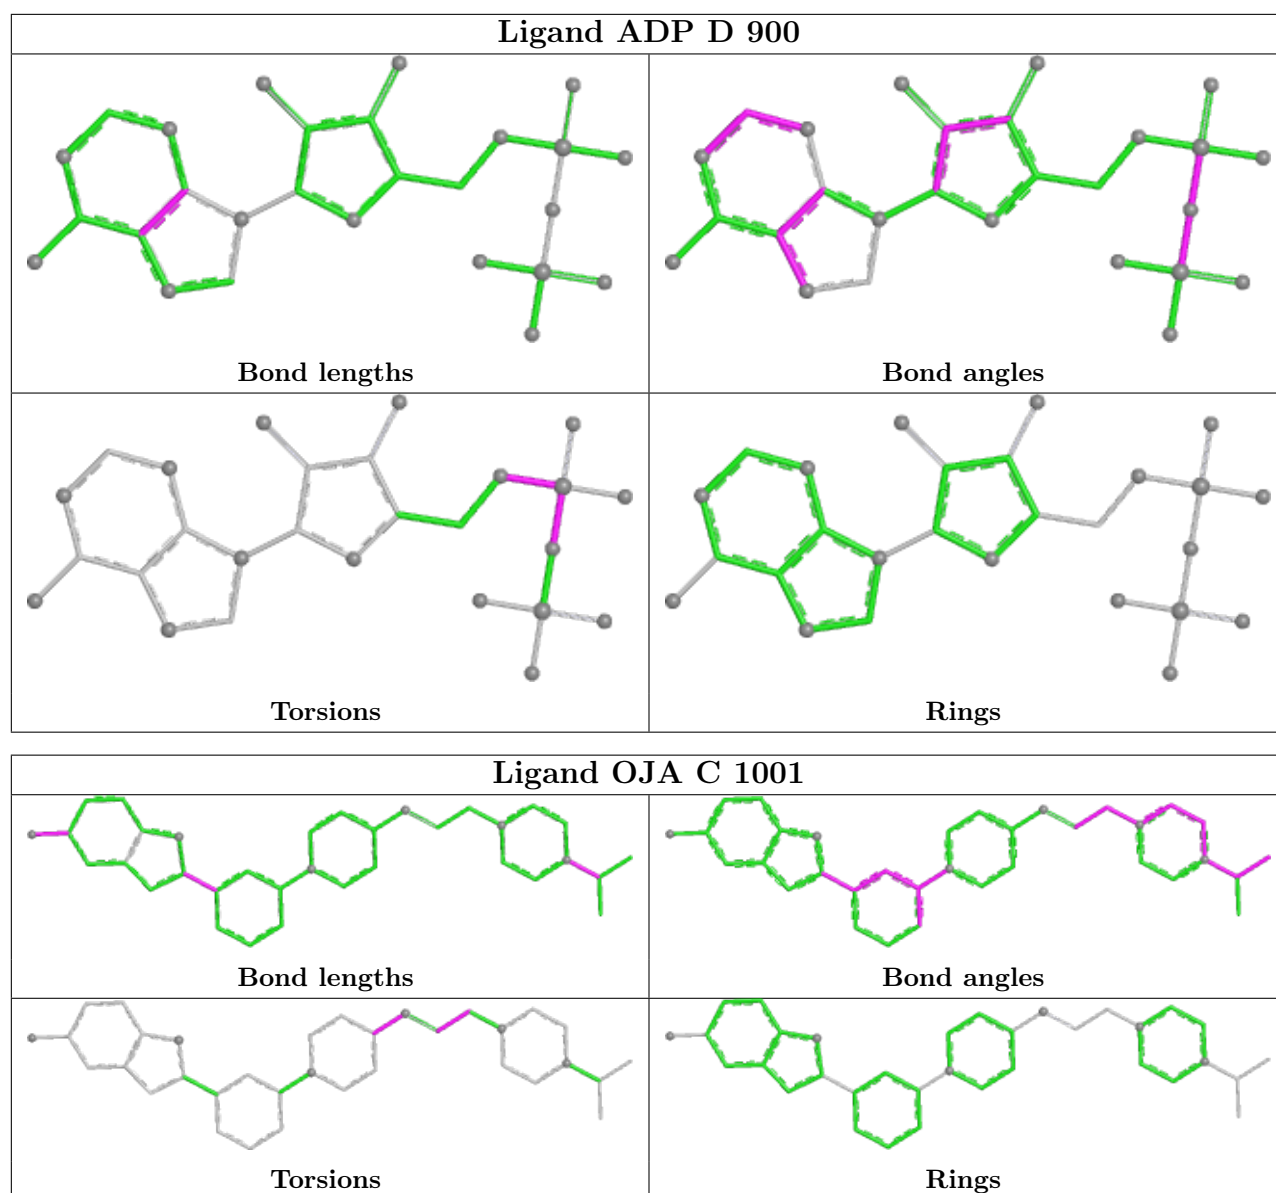 Ligand ADP D 900
Bond lengths
Bond angles
Torsions
Rings
Ligand OJA C 1001
Bond lengths
Bond angles
Torsions
Rings